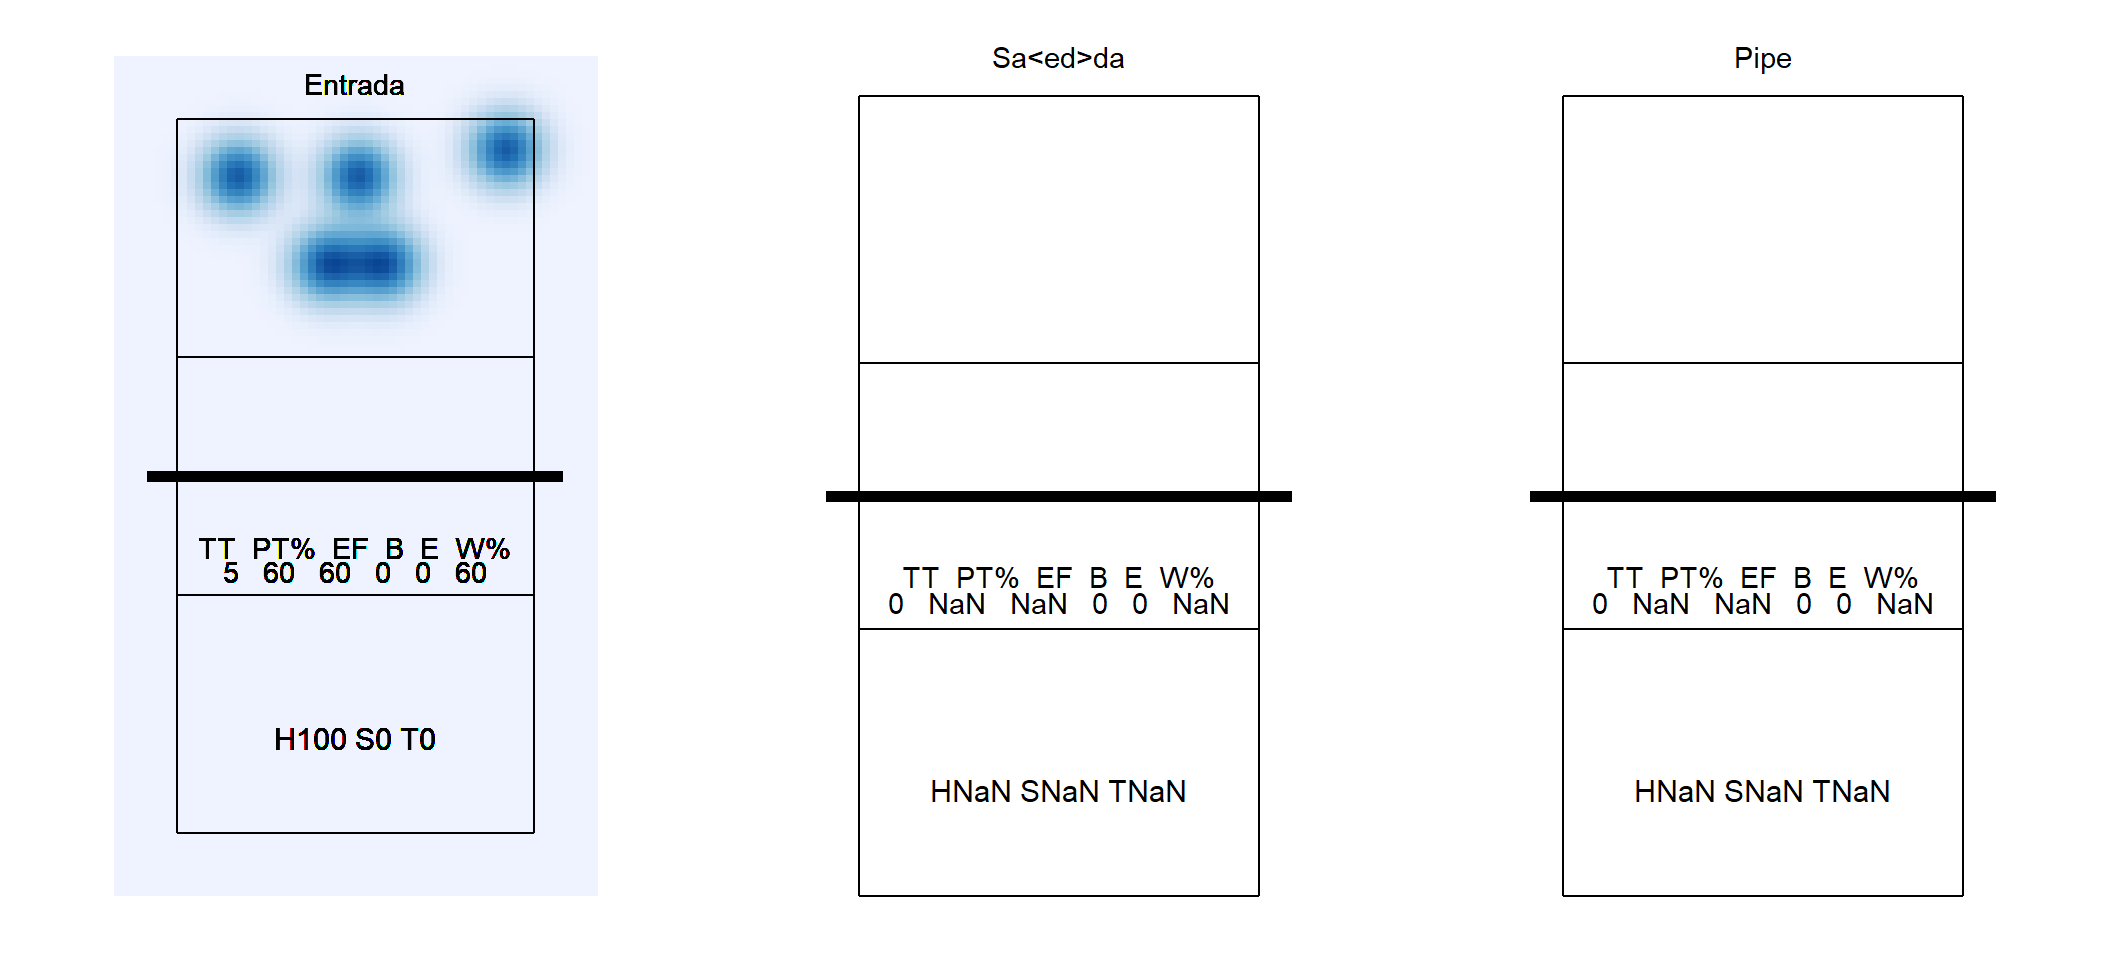 Entrada
TT PT% EF B E W%
5 60 60 0 0 60
H100 S0 T0
Sa<ed>da
TT PT% EF B E W%
0 NaN NaN 0 0 NaN
HNaN SNaN TNaN
Pipe
TT PT% EF B E W%
0 NaN NaN 0 0 NaN
HNaN SNaN TNaN